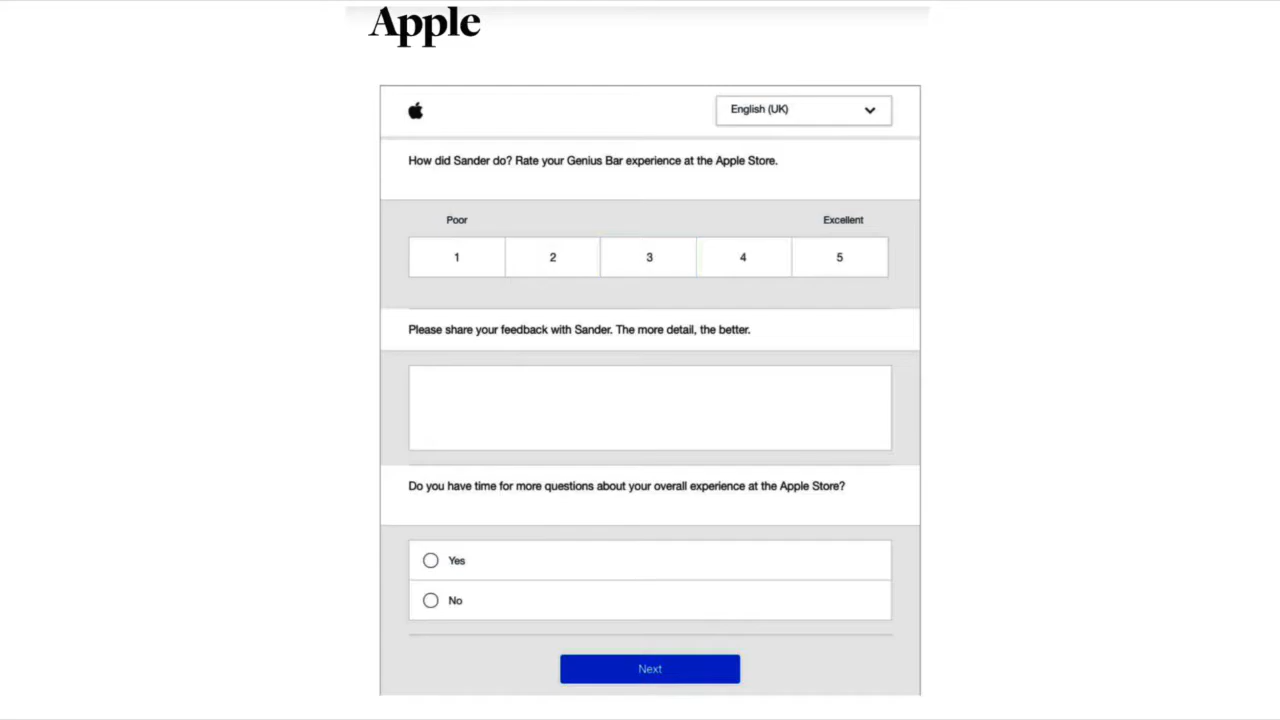 Apple
English (UK)
How did Sander do? Rate your Genius Bar experience at the Apple Store.
Poor Excellent
1 2 3 4 5
Please share your feedback with Sander. The more detail, the better.
Do you have time for more questions about your overall experience at the Apple Store?
Yes
No
Next